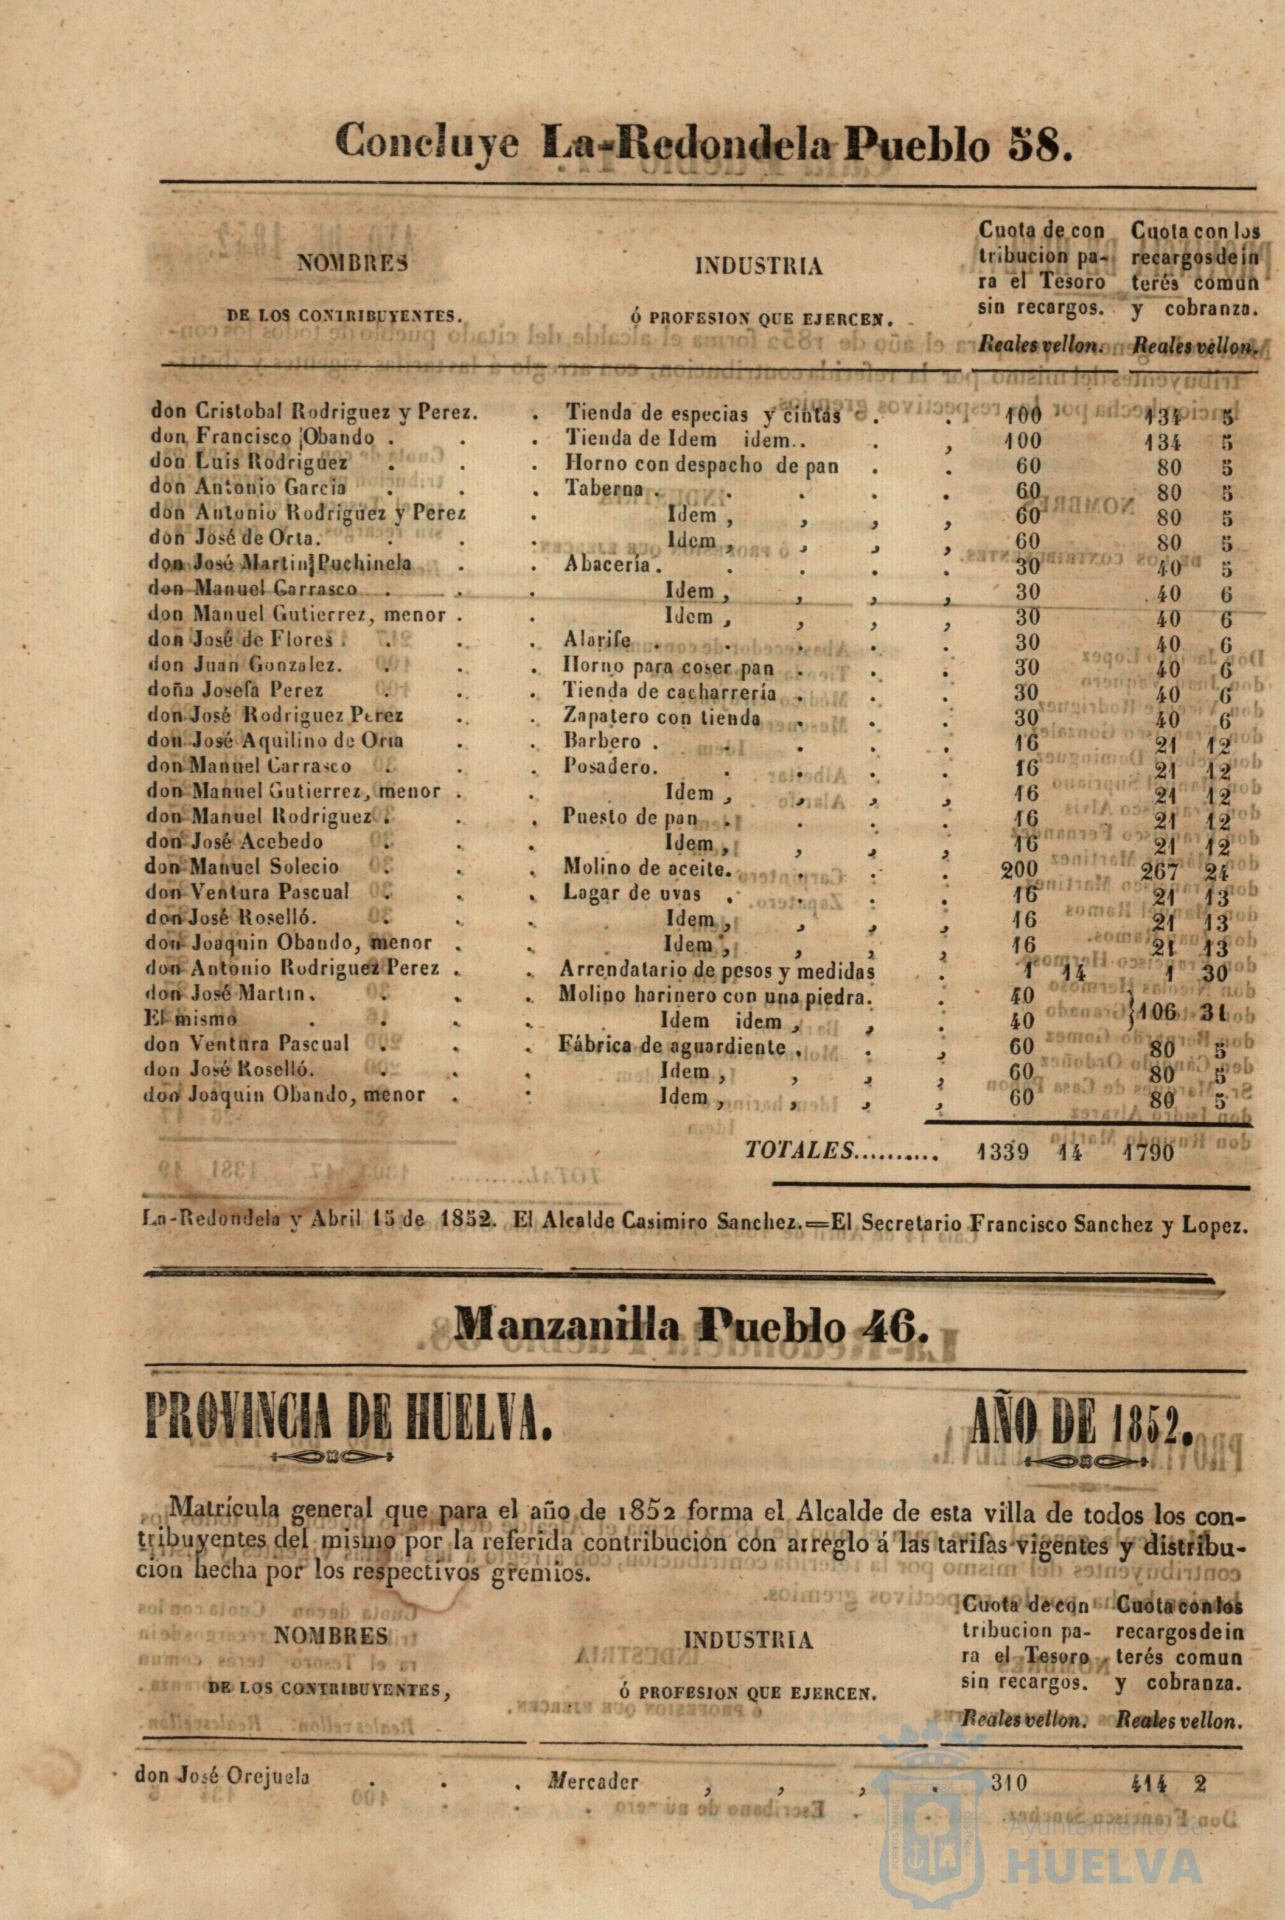 Concluye La-Redondela Pueblo 58.
NOMBRES
DE LOS CONTRIBUYENTES.
INDUSTRIA
Ó PROFESION QUE EJERCEN.
Cuota de con
tribucion pa-
ra el Tesoro
sin recargos.
Reales vellon.
Cuota con los
recargos de in
terés comun
y cobranza.
Reales vellon.
don Cristobal Rodriguez y Perez. . Tienda de especias y cintas . . 100 134 5
don Francisco Obando . . . Tienda de Idem idem. . , 100 134 5
don Luis Rodriguez . . . Horno con despacho de pan . . 60 80 5
don Antonio Garcia . . . Taberna . . . . . 60 80 5
don Antonio Rodriguez y Perez . Idem , , , , 60 80 5
don José de Orta. . . . Idem , , , , 60 80 5
don José Martin Puchinela . . Abacería . . . . . 30 40 5
don Manuel Carrasco . . . Idem , , , , 30 40 6
don Manuel Gutierrez, menor . . Idem , , , , 30 40 6
don José de Flores . . . . Alarife . . . . . 30 40 6
don Juan Gonzalez. . . . Horno para coser pan . . . 30 40 6
doña Josefa Perez . . . Tienda de cacharrería . . . 30 40 6
don José Rodriguez Perez . . Zapatero con tienda . . . 30 40 6
don José Aquilino de Orta . . Barbero . . . . . 16 21 12
don Manuel Carrasco . . . Posadero. . . . . 16 21 12
don Manuel Gutierrez, menor . . Idem , , , , 16 21 12
don Manuel Rodriguez . . . Puesto de pan . . . . 16 21 12
don José Acebedo . . . Idem , , , , 16 21 12
don Manuel Solecio . . . Molino de aceite. . . . 200 267 24
don Ventura Pascual . . . Lagar de uvas . . . . 16 21 13
don José Roselló. . . . Idem , , , , 16 21 13
don Joaquin Obando, menor . . Idem , , , , 16 21 13
don Antonio Rodriguez Perez . . Arrendatario de pesos y medidas . 1 14 1 30
don José Martin. . . . Molino harinero con una piedra. . 40
El mismo . . . . Idem idem , , . 40 }106 31
don Ventura Pascual . . . Fábrica de aguardiente . . , 60 80 5
don José Roselló. . . . Idem , , , , 60 80 5
don Joaquin Obando, menor . . Idem , , , , 60 80 5
TOTALES.......... 1339 14 1790
La-Redondela y Abril 15 de 1852. El Alcalde Casimiro Sanchez.=El Secretario Francisco Sanchez y Lopez.
Manzanilla Pueblo 46.
PROVINCIA DE HUELVA. AÑO DE 1852.
Matrícula general que para el año de 1852 forma el Alcalde de esta villa de todos los con-
tribuyentes del mismo por la referida contribucion con arreglo á las tarifas vigentes y distribu-
cion hecha por los respectivos gremios.
NOMBRES
DE LOS CONTRIBUYENTES,
INDUSTRIA
Ó PROFESION QUE EJERCEN.
Cuota de con
tribucion pa-
ra el Tesoro
sin recargos.
Reales vellon.
Cuota con los
recargos de in
terés comun
y cobranza.
Reales vellon.
don José Orejuela . . . Mercader , , , . 310 414 2
Ayuntamiento de
HUELVA